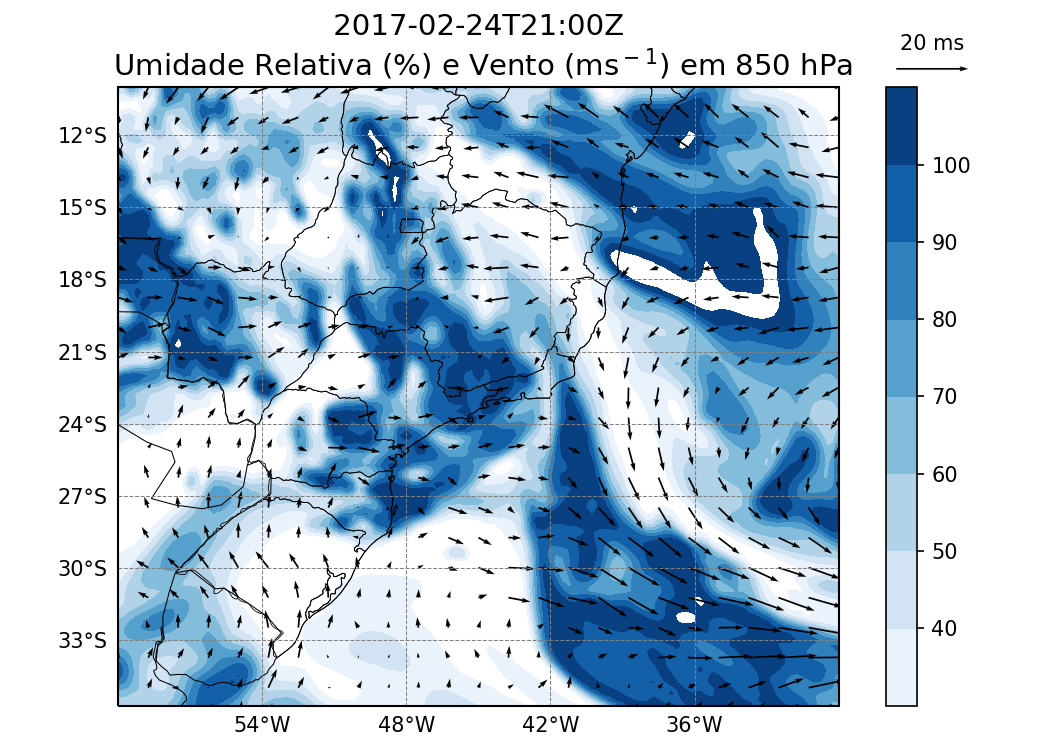 2017-02-24T21:00Z
Umidade Relativa (%) e Vento (ms⁻¹) em 850 hPa
20 ms
12°S
15°S
18°S
21°S
24°S
27°S
30°S
33°S
54°W 48°W 42°W 36°W
100
90
80
70
60
50
40